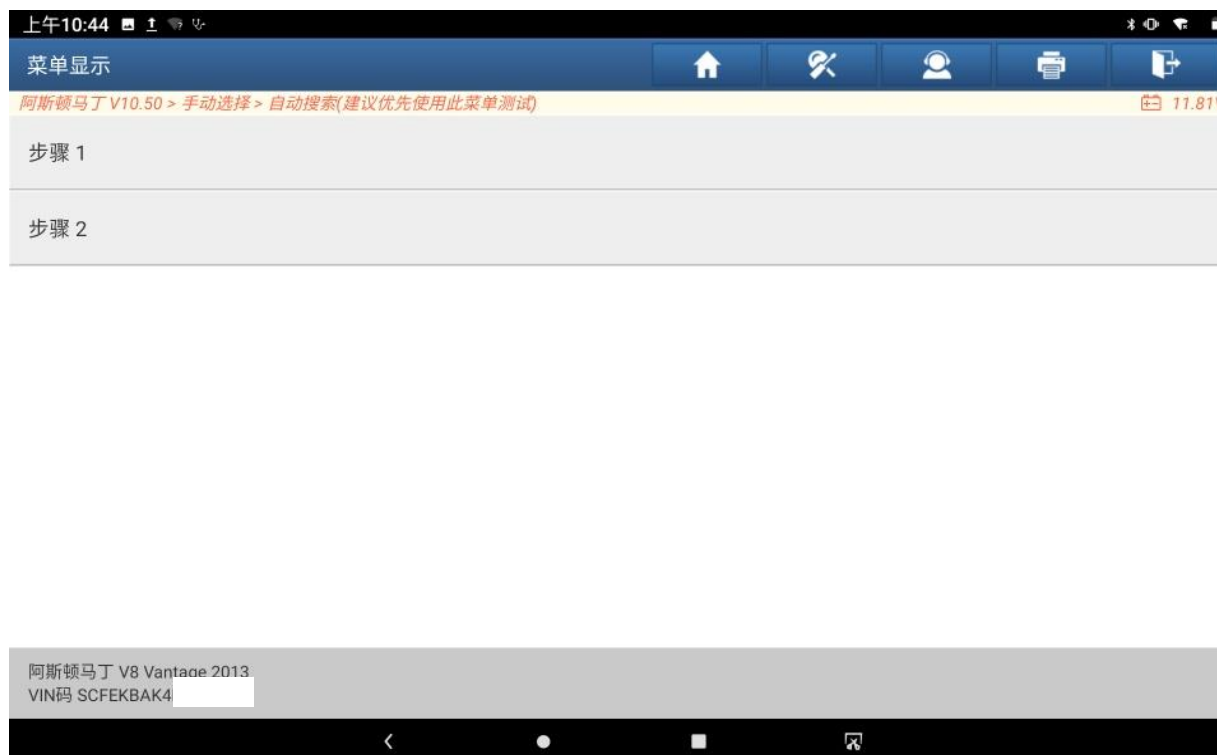 上午10:44
菜单显示
阿斯顿马丁 V10.50 > 手动选择 > 自动搜索(建议优先使用此菜单测试)
11.81V
步骤 1
步骤 2
阿斯顿马丁 V8 Vantage 2013
VIN码 SCFEKBAK4